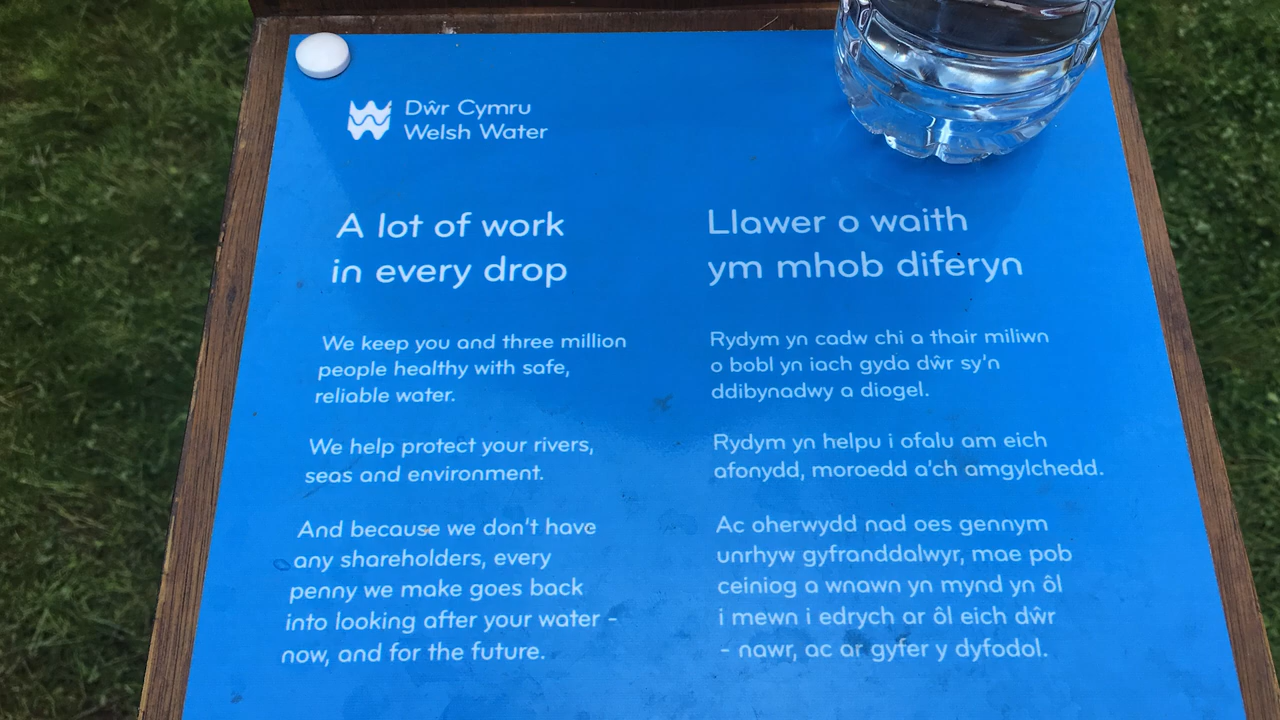 Dŵr Cymru
Welsh Water
A lot of work
in every drop
We keep you and three million
people healthy with safe,
reliable water.
We help protect your rivers,
seas and environment.
And because we don't have
any shareholders, every
penny we make goes back
into looking after your water -
now, and for the future.
Llawer o waith
ym mhob diferyn
Rydym yn cadw chi a thair miliwn
o bobl yn iach gyda dŵr sy'n
ddibynadwy a diogel.
Rydym yn helpu i ofalu am eich
afonydd, moroedd a'ch amgylchedd.
Ac oherwydd nad oes gennym
unrhyw gyfranddalwyr, mae pob
ceiniog a wnawn yn mynd yn ôl
i mewn i edrych ar ôl eich dŵr
- nawr, ac ar gyfer y dyfodol.